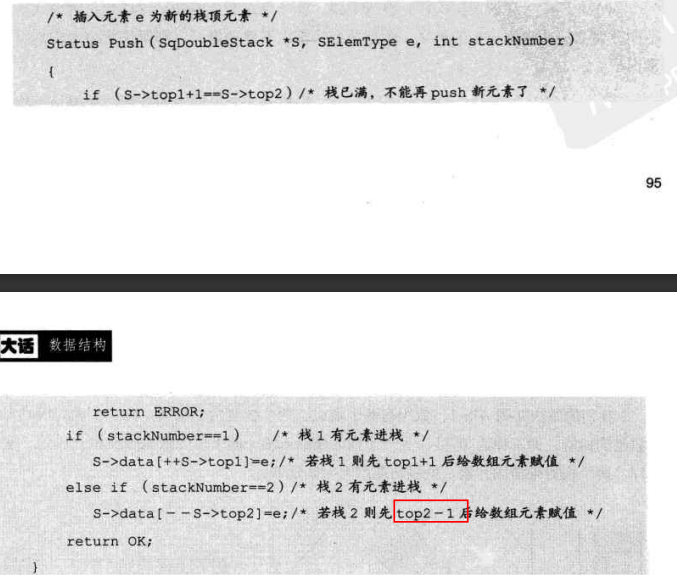 /* 插入元素 e 为新的栈顶元素 */
Status Push(SqDoubleStack *S, SElemType e, int stackNumber)
{
if (S->top1+1==S->top2)/* 栈已满，不能再 push 新元素了 */
95
大话 数据结构
return ERROR;
if (stackNumber==1) /* 栈 1 有元素进栈 */
S->data[++S->top1]=e;/* 若栈 1 则先 top1+1 后给数组元素赋值 */
else if (stackNumber==2)/* 栈 2 有元素进栈 */
S->data[--S->top2]=e;/* 若栈 2 则先 top2-1 后给数组元素赋值 */
return OK;
}